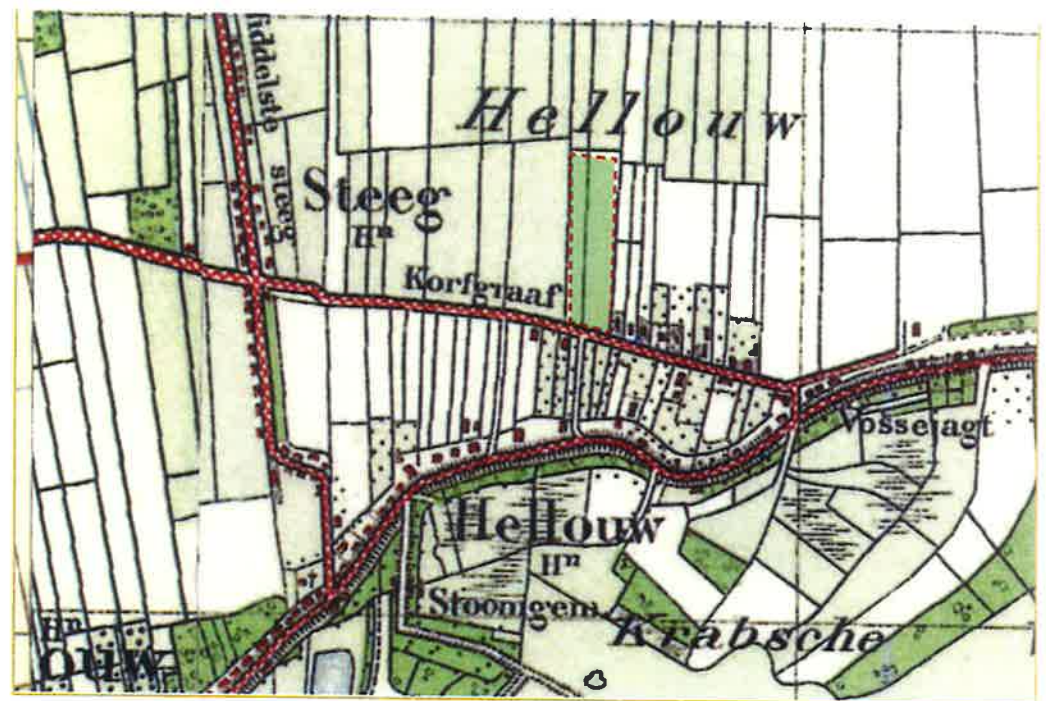 Middelste steeg
Hellouw
Steeg
Hn
Korfgraaf
Vossejagt
Hellouw
Hn
Stoomgem.
Krabsche
Hn
ouw